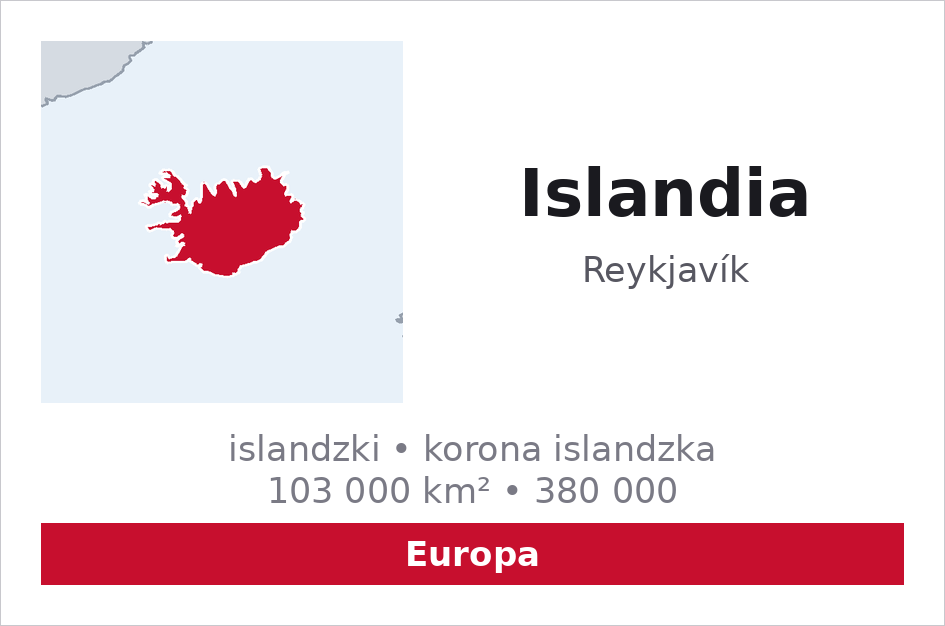 Islandia
Reykjavík
islandzki • korona islandzka
103 000 km² • 380 000
Europa